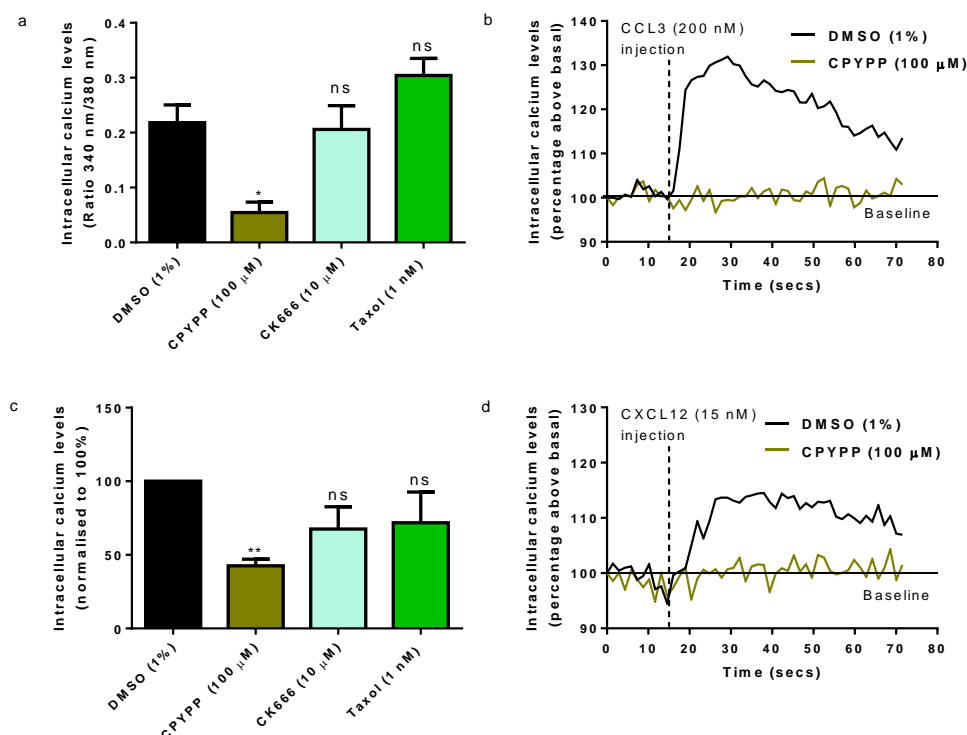 a
Intracellular calcium levels
(Ratio 340 nm/380 nm)
0.4
0.3
0.2
0.1
0.0
ns
*
ns
DMSO (1%)
CPYPP (100 μM)
CK666 (10 μM)
Taxol (1 nM)
b
Intracellular calcium levels
(percentage above basal)
140
130
120
110
100
90
CCL3 (200 nM)
injection
DMSO (1%)
CPYPP (100 μM)
Baseline
0 10 20 30 40 50 60 70 80
Time (secs)
c
Intracellular calcium levels
(normalised to 100%)
150
100
50
0
**
ns
ns
DMSO (1%)
CPYPP (100 μM)
CK666 (10 μM)
Taxol (1 nM)
d
Intracellular calcium levels
(percentage above basal)
130
120
110
100
90
CXCL12 (15 nM)
injection
DMSO (1%)
CPYPP (100 μM)
Baseline
0 10 20 30 40 50 60 70 80
Time (secs)